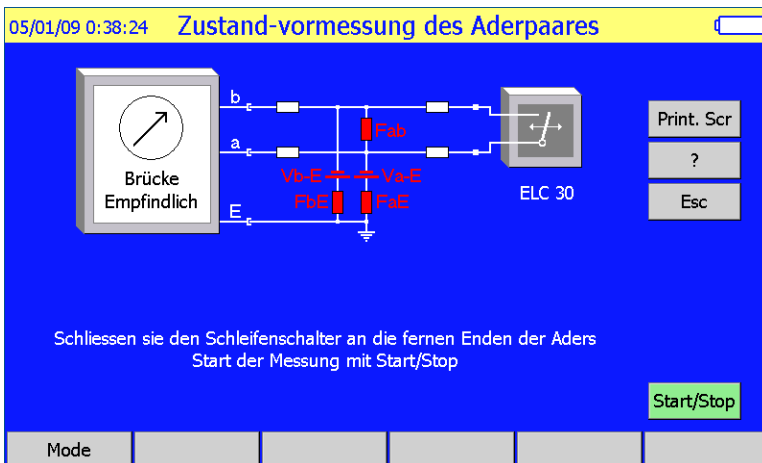 05/01/09 0:38:24 Zustand-vormessung des Aderpaares
b
Fab
a
Vb-E Va-E
FbE FaE
E
Brücke
Empfindlich
ELC 30
Print. Scr
?
Esc
Schliessen sie den Schleifenschalter an die fernen Enden der Aders
Start der Messung mit Start/Stop
Start/Stop
Mode